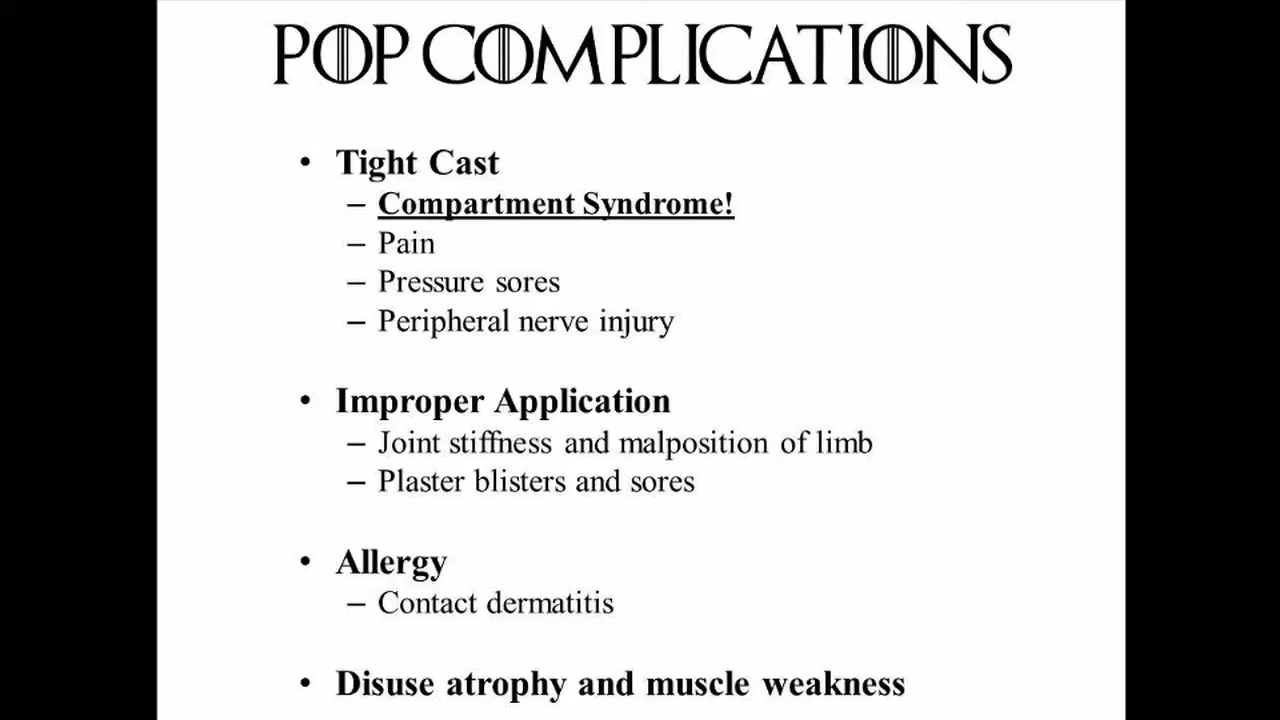 POP COMPLICATIONS
• Tight Cast
– Compartment Syndrome!
– Pain
– Pressure sores
– Peripheral nerve injury
• Improper Application
– Joint stiffness and malposition of limb
– Plaster blisters and sores
• Allergy
– Contact dermatitis
• Disuse atrophy and muscle weakness